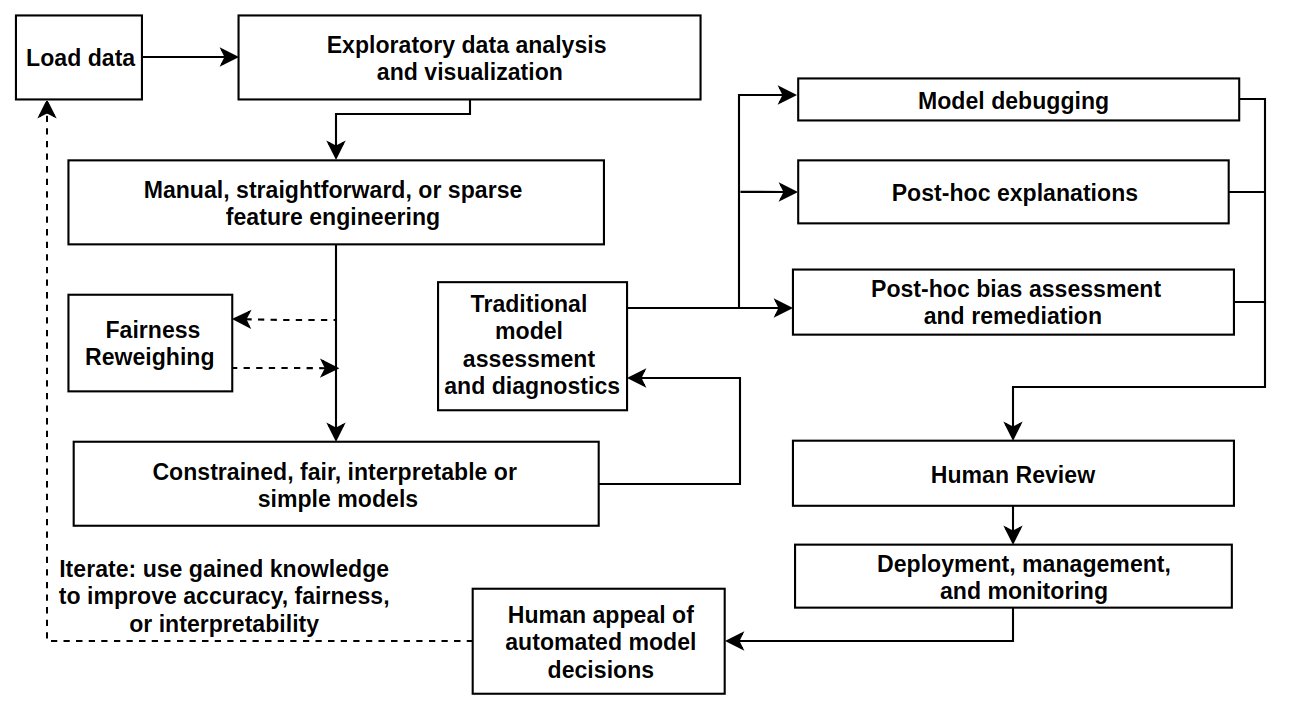 Load data
Exploratory data analysis
and visualization
Manual, straightforward, or sparse
feature engineering
Fairness
Reweighing
Constrained, fair, interpretable or
simple models
Traditional
model
assessment
and diagnostics
Model debugging
Post-hoc explanations
Post-hoc bias assessment
and remediation
Human Review
Deployment, management,
and monitoring
Human appeal of
automated model
decisions
Iterate: use gained knowledge
to improve accuracy, fairness,
or interpretability